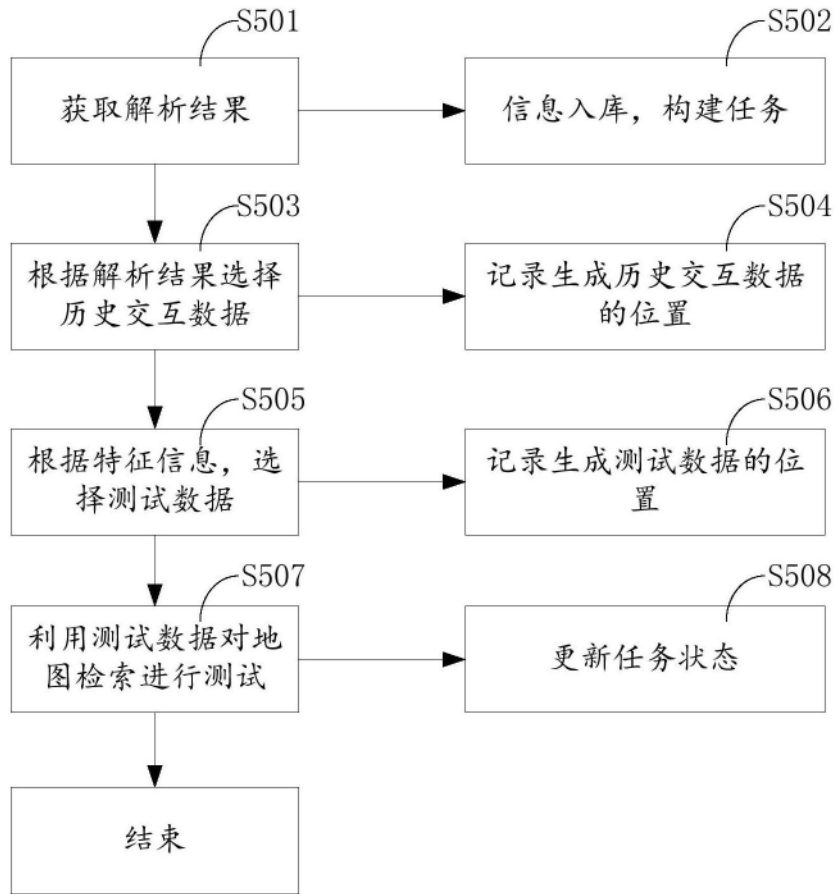 S501
S502
获取解析结果
信息入库，构建任务
S503
S504
根据解析结果选择
历史交互数据
记录生成历史交互数据
的位置
S505
S506
根据特征信息，选
择测试数据
记录生成测试数据的位
置
S507
S508
利用测试数据对地
图检索进行测试
更新任务状态
结束